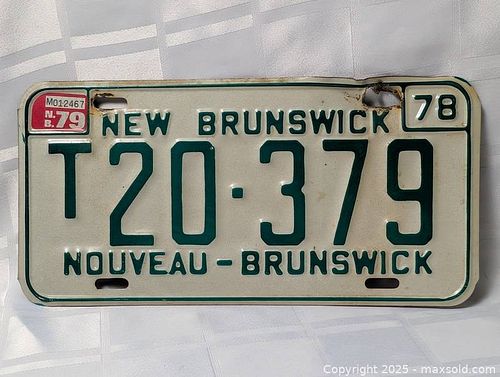 M012467
N.B. 79
78
NEW BRUNSWICK
T20·379
NOUVEAU-BRUNSWICK
Copyright © 2025 - maxsold.com